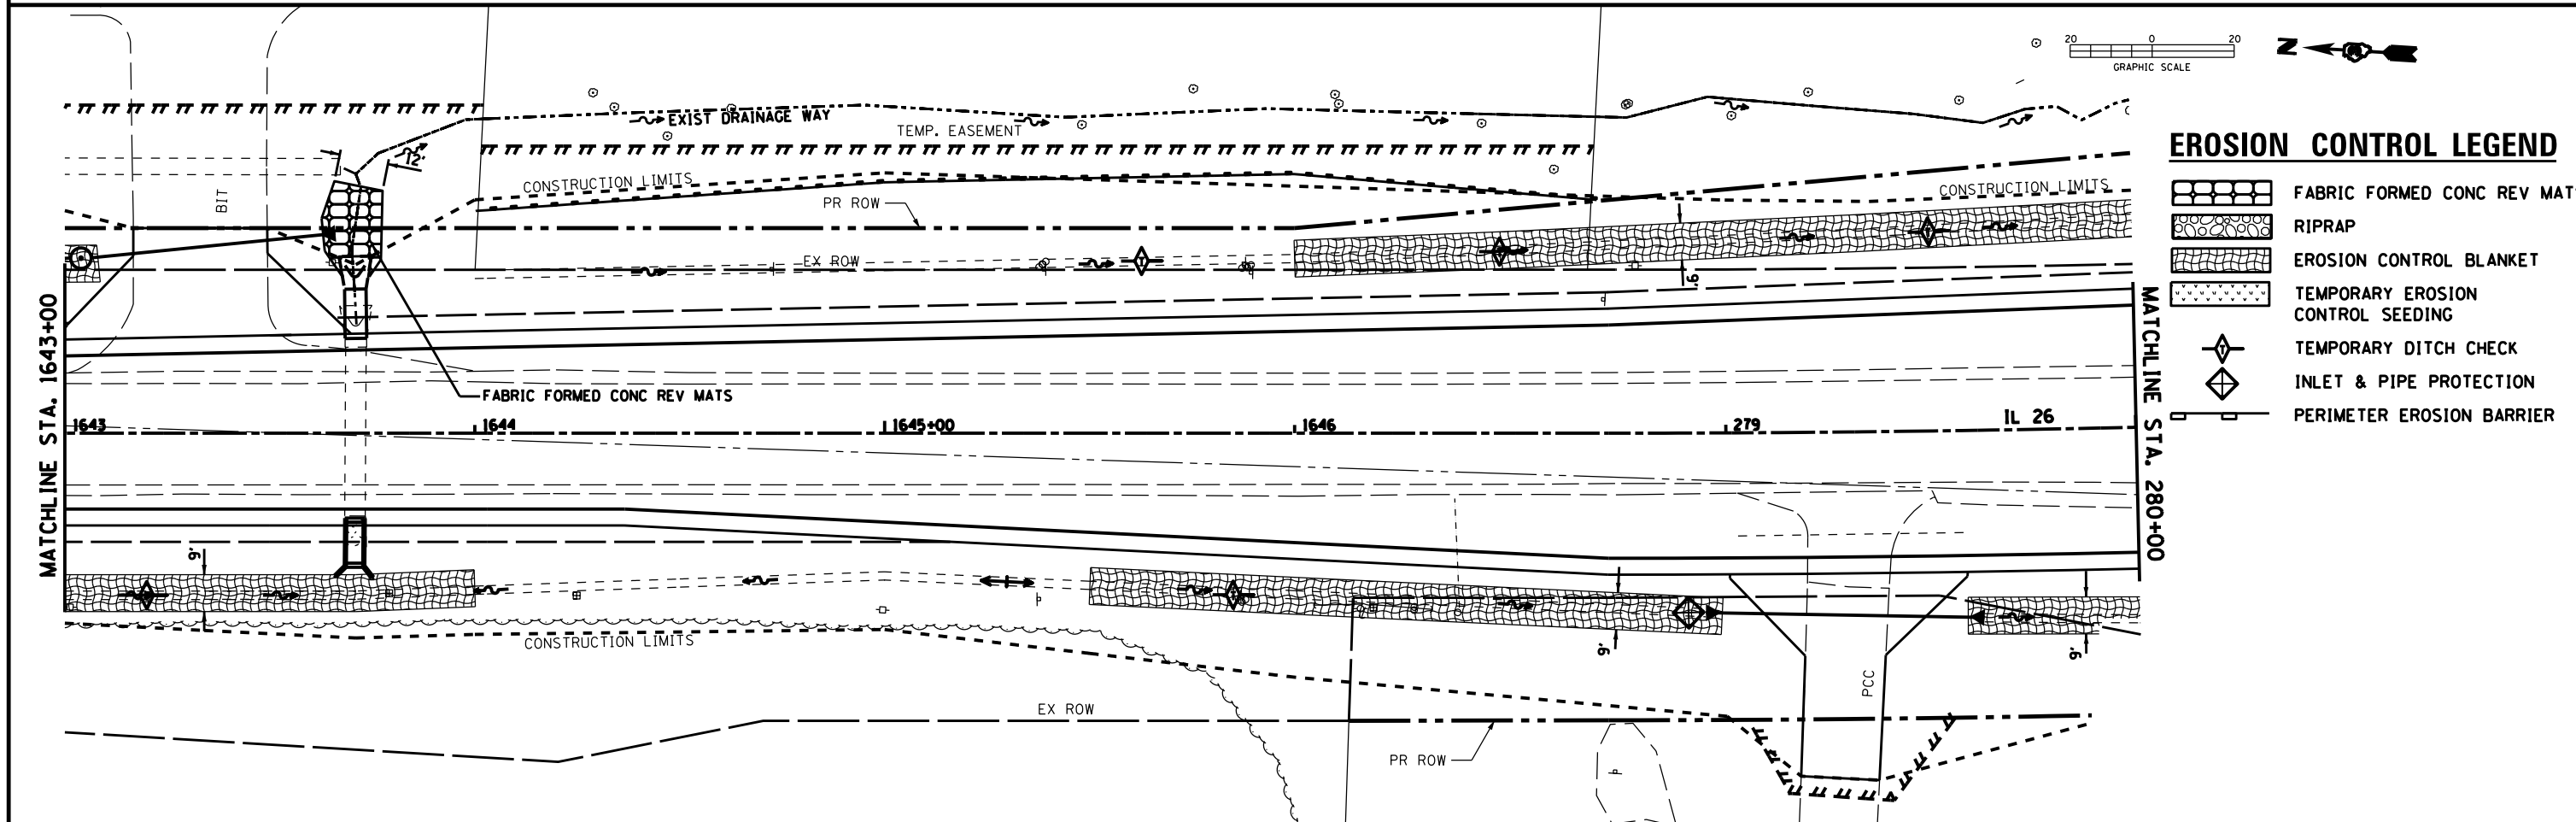 20 0 20
GRAPHIC SCALE
N
EXIST DRAINAGE WAY
TEMP. EASEMENT
12'
CONSTRUCTION LIMITS
CONSTRUCTION LIMITS
BIT
PR ROW
EX ROW
9'
MATCHLINE STA. 1643+00
FABRIC FORMED CONC REV MATS
1643
1644
1645+00
1646
279
IL 26
MATCHLINE STA. 280+00
9'
CONSTRUCTION LIMITS
9'
9'
EX ROW
PR ROW
PCC
EROSION CONTROL LEGEND
FABRIC FORMED CONC REV MAT
RIPRAP
EROSION CONTROL BLANKET
TEMPORARY EROSION
CONTROL SEEDING
T
TEMPORARY DITCH CHECK
INLET & PIPE PROTECTION
PERIMETER EROSION BARRIER